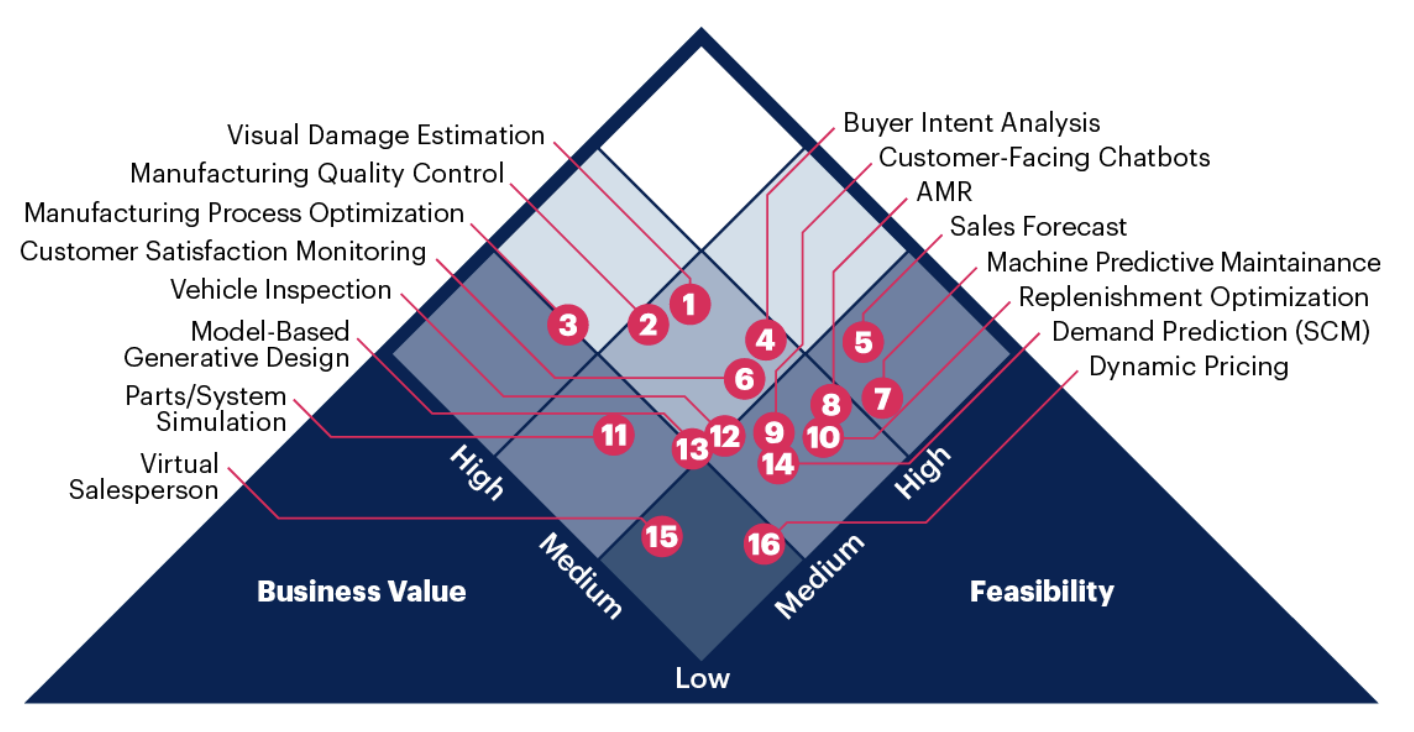 Visual Damage Estimation
Manufacturing Quality Control
Manufacturing Process Optimization
Customer Satisfaction Monitoring
Vehicle Inspection
Model-Based
Generative Design
Parts/System
Simulation
Virtual
Salesperson
Buyer Intent Analysis
Customer-Facing Chatbots
AMR
Sales Forecast
Machine Predictive Maintainance
Replenishment Optimization
Demand Prediction (SCM)
Dynamic Pricing
1
2
3
4
5
6
7
8
9
10
11
12
13
14
15
16
High
Medium
Low
Medium
High
Business Value
Feasibility